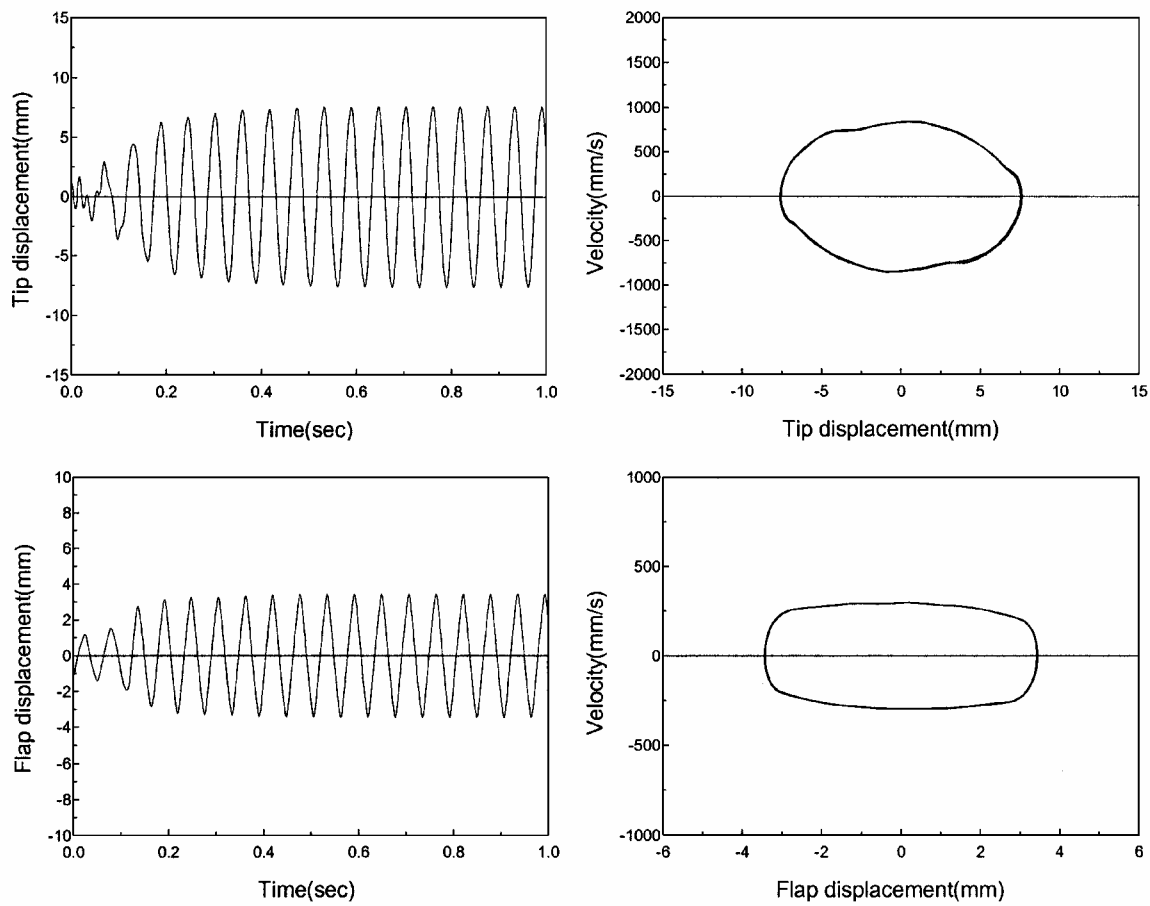 15
10
5
0
-5
-10
-15
Tip displacement(mm)
0.0 0.2 0.4 0.6 0.8 1.0
Time(sec)
2000
1500
1000
500
0
-500
-1000
-1500
-2000
Velocity(mm/s)
-15 -10 -5 0 5 10 15
Tip displacement(mm)
10
8
6
4
2
0
-2
-4
-6
-8
-10
Flap displacement(mm)
0.0 0.2 0.4 0.6 0.8 1.0
Time(sec)
1000
500
0
-500
-1000
Velocity(mm/s)
-6 -4 -2 0 2 4 6
Flap displacement(mm)